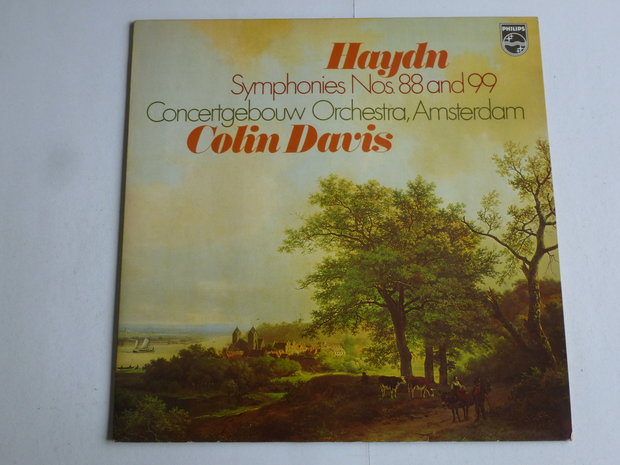 PHILIPS
Haydn
Symphonies Nos. 88 and 99
Concertgebouw Orchestra, Amsterdam
Colin Davis